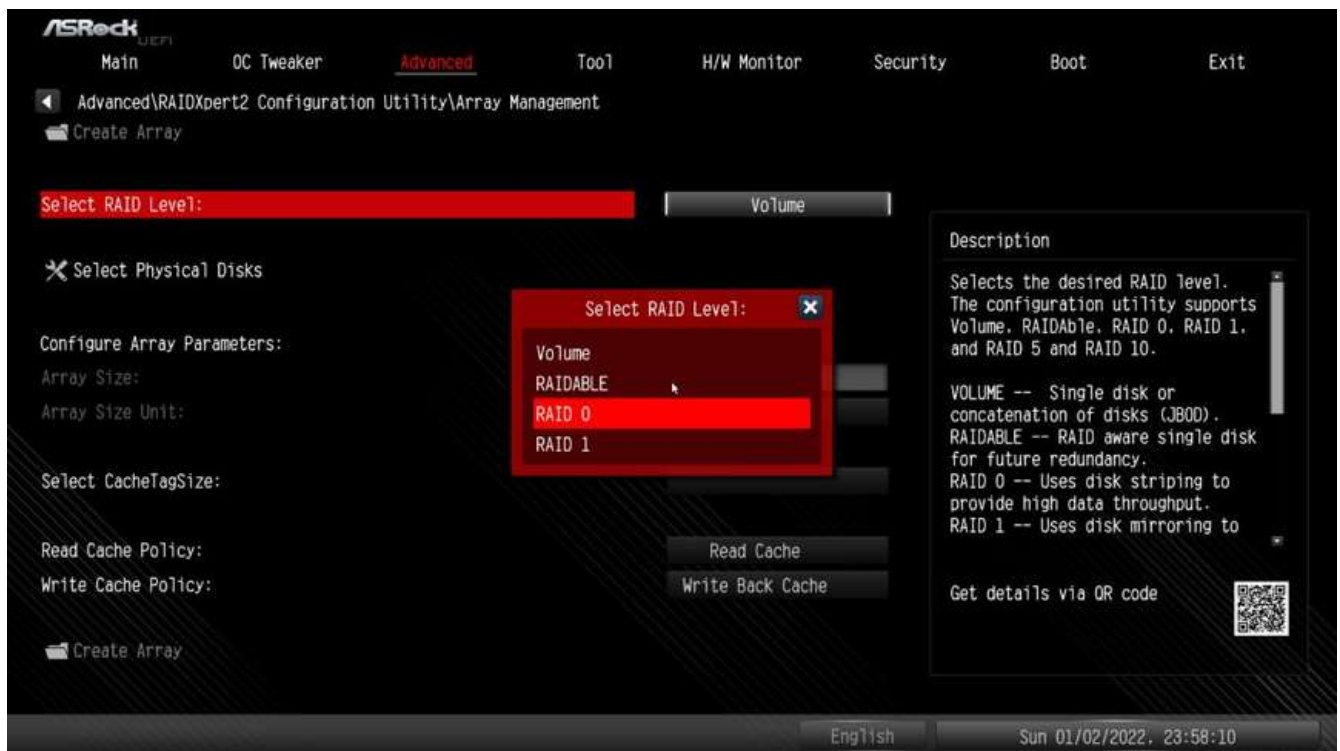 ASRock
UEFI
Main OC Tweaker Advanced Tool H/W Monitor Security Boot Exit
Advanced\RAIDXpert2 Configuration Utility\Array Management
Create Array
Select RAID Level: Volume
Select Physical Disks
Configure Array Parameters:
Array Size:
Array Size Unit:
Select CacheTagSize:
Read Cache Policy: Read Cache
Write Cache Policy: Write Back Cache
Create Array
Select RAID Level:
Volume
RAIDABLE
RAID 0
RAID 1
Description
Selects the desired RAID level.
The configuration utility supports
Volume, RAIDAble, RAID 0, RAID 1,
and RAID 5 and RAID 10.
VOLUME -- Single disk or
concatenation of disks (JBOD).
RAIDABLE -- RAID aware single disk
for future redundancy.
RAID 0 -- Uses disk striping to
provide high data throughput.
RAID 1 -- Uses disk mirroring to
Get details via QR code
English Sun 01/02/2022, 23:58:10